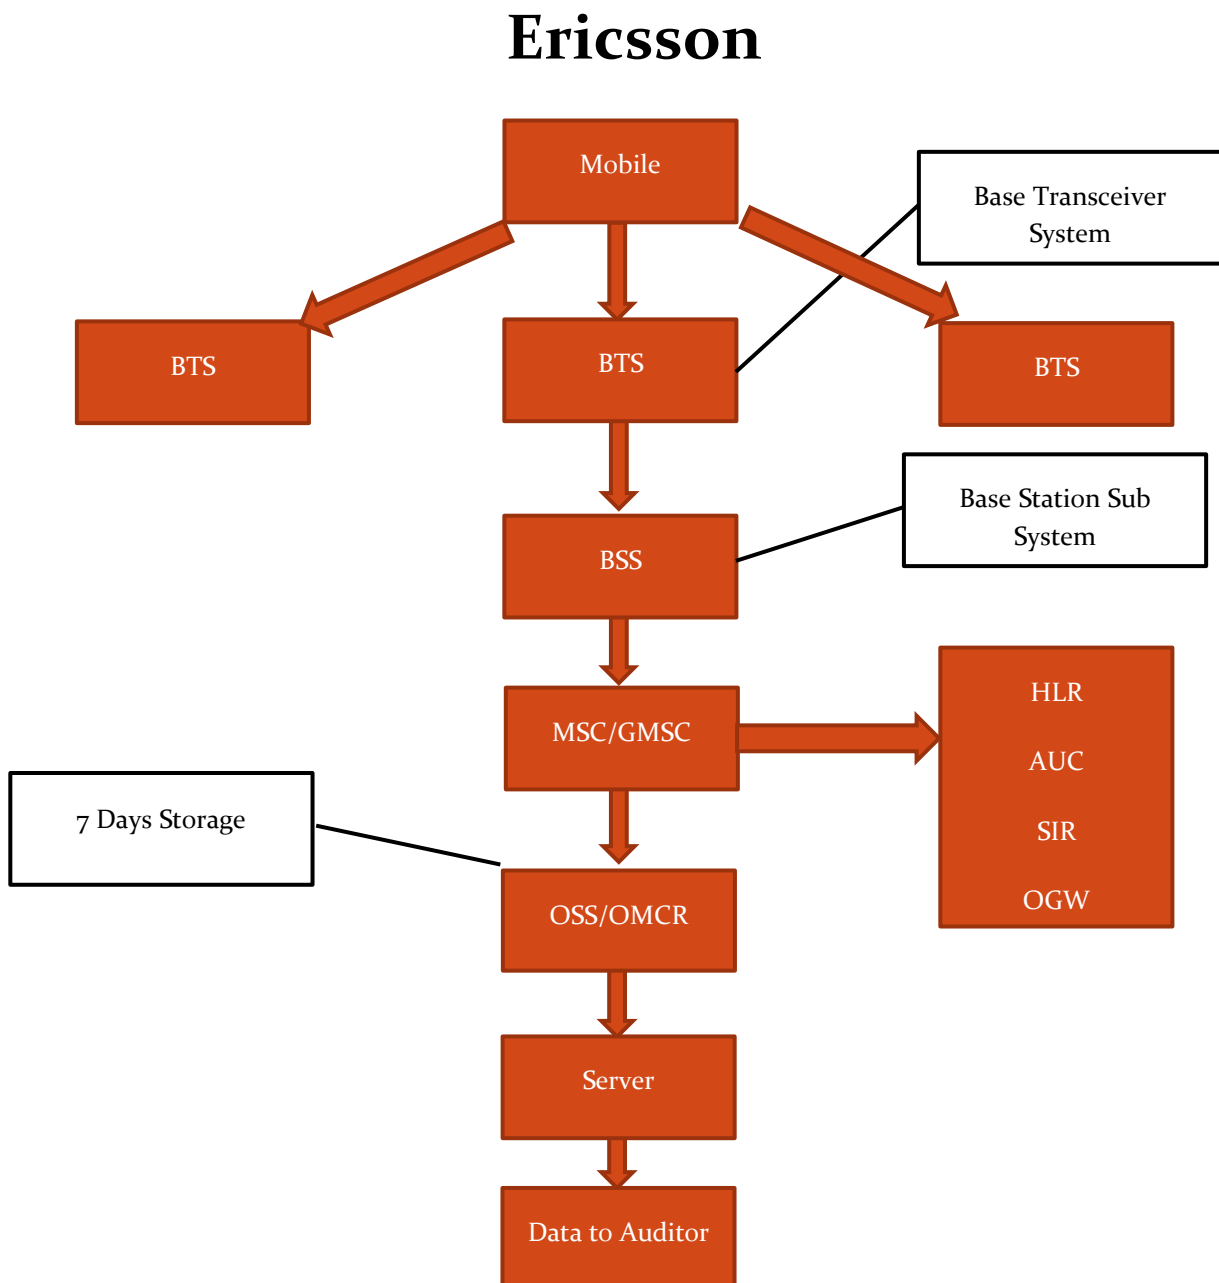 Ericsson
Mobile
Base Transceiver
System
BTS
BTS
BTS
Base Station Sub
System
BSS
HLR
MSC/GMSC
AUC
7 Days Storage
SIR
OGW
OSS/OMCR
Server
Data to Auditor